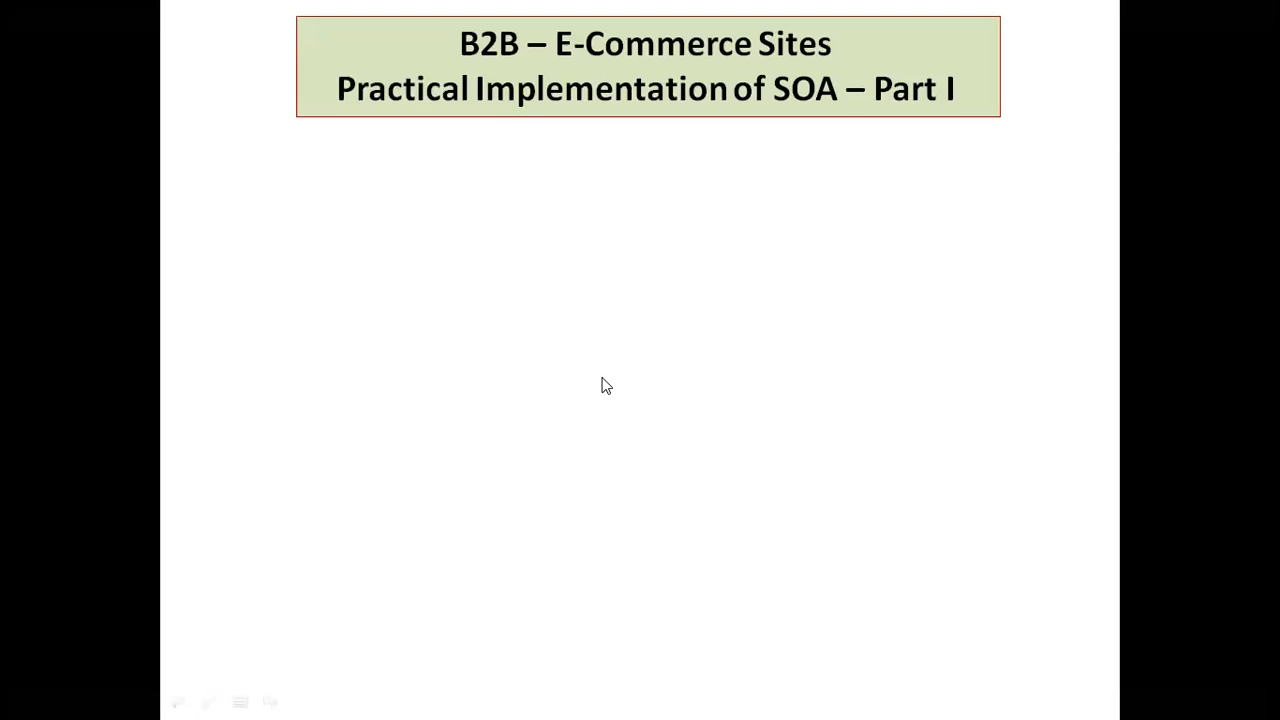 B2B – E-Commerce Sites
Practical Implementation of SOA – Part I